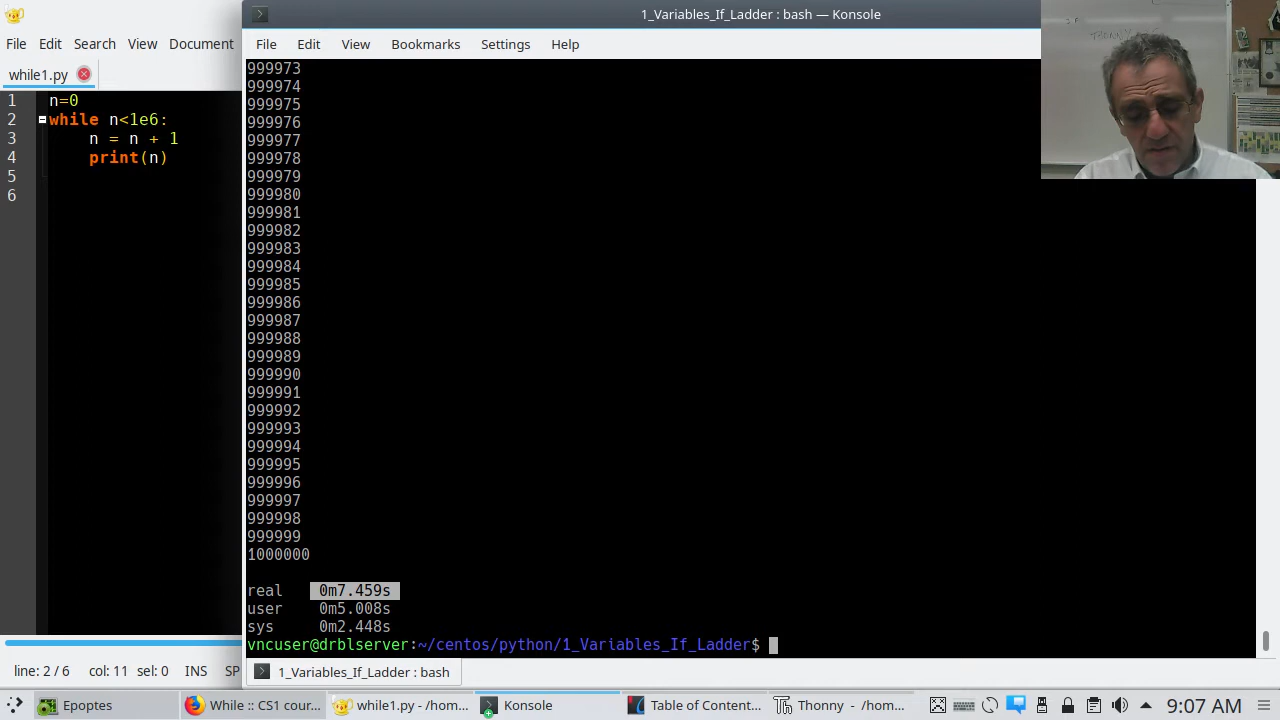 1_Variables_If_Ladder : bash — Konsole
File Edit Search View Document
File Edit View Bookmarks Settings Help
while1.py
1 n=0
2 while n<1e6:
3 n = n + 1
4 print(n)
5
6
999973
999974
999975
999976
999977
999978
999979
999980
999981
999982
999983
999984
999985
999986
999987
999988
999989
999990
999991
999992
999993
999994
999995
999996
999997
999998
999999
1000000
real 0m7.459s
user 0m5.008s
sys 0m2.448s
vncuser@drblserver:~/centos/python/1_Variables_If_Ladder$
line: 2 / 6 col: 11 sel: 0 INS SP
1_Variables_If_Ladder : bash
Epoptes While :: CS1 cour... while1.py - /hom... Konsole Table of Content... Thonny - /hom... 9:07 AM
THONNY